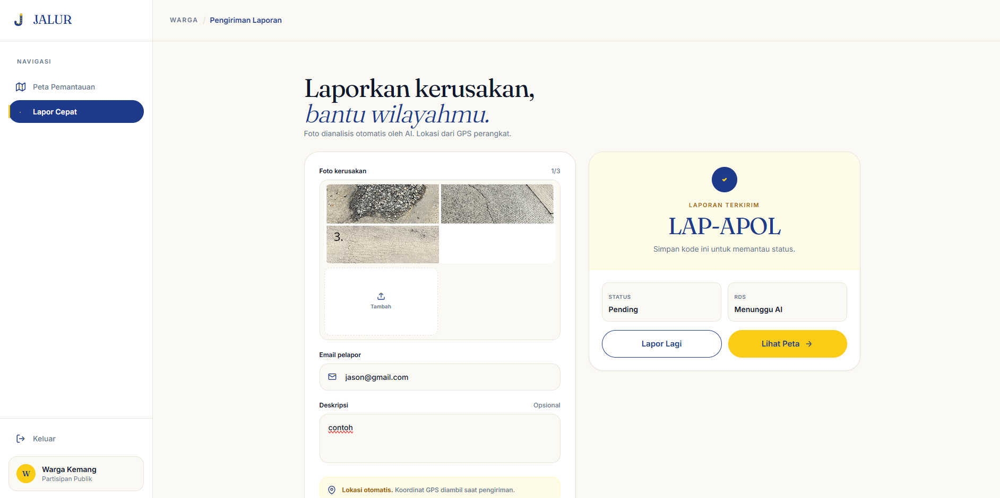 JALUR
WARGA / Pengiriman Laporan
NAVIGASI
Peta Pemantauan
Lapor Cepat
Keluar
W
Warga Kemang
Partisipan Publik
Laporkan kerusakan,
bantu wilayahmu.
Foto dianalisis otomatis oleh AI. Lokasi dari GPS perangkat.
Foto kerusakan 1/3
3.
Tambah
Email pelapor
jason@gmail.com
Deskripsi Opsional
contoh
Lokasi otomatis. Koordinat GPS diambil saat pengiriman.
LAPORAN TERKIRIM
LAP-APOL
Simpan kode ini untuk memantau status.
STATUS
Pending
RDS
Menunggu AI
Lapor Lagi
Lihat Peta →